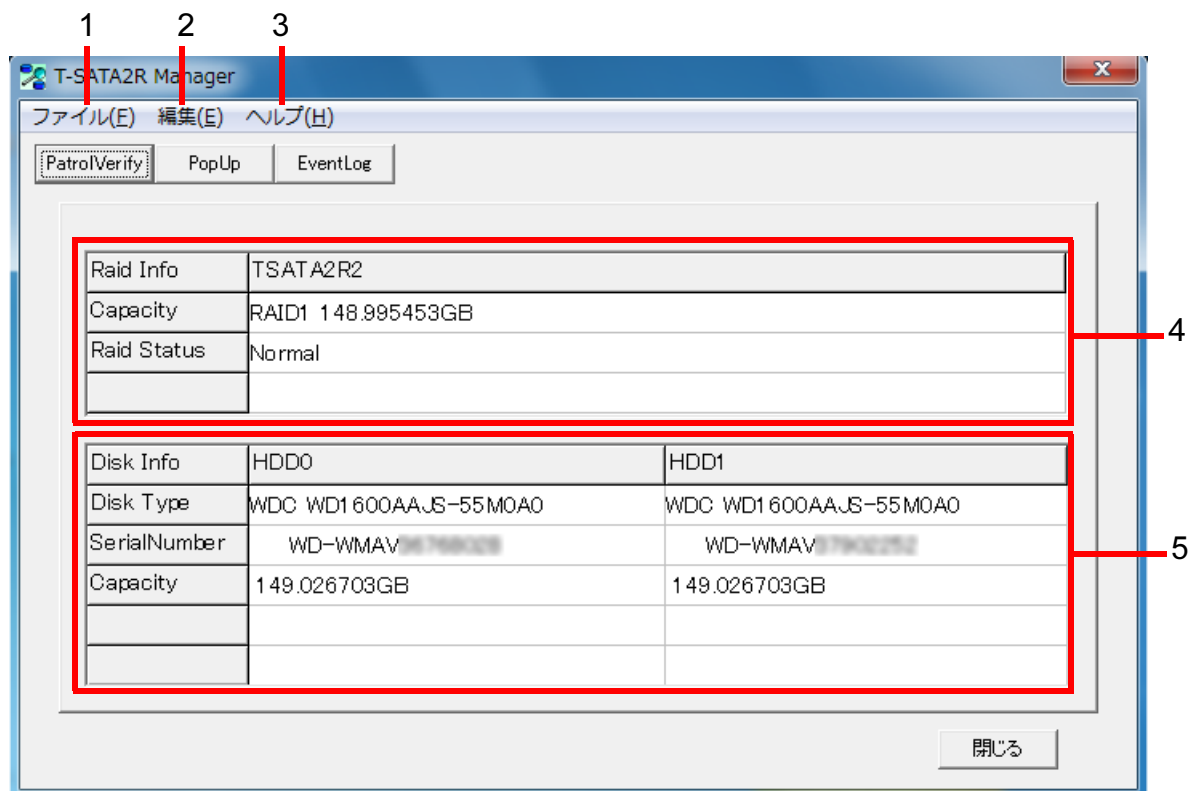 1 2 3
T-SATA2R Manager
ファイル(F) 編集(E) ヘルプ(H)
PatrolVerify PopUp EventLog
Raid Info TSATA2R2
Capacity RAID1 148.995453GB
Raid Status Normal
4
Disk Info HDD0 HDD1
Disk Type WDC WD1600AAJS-55M0A0 WDC WD1600AAJS-55M0A0
SerialNumber WD-WMAV WD-WMAV
Capacity 149.026703GB 149.026703GB
5
閉じる